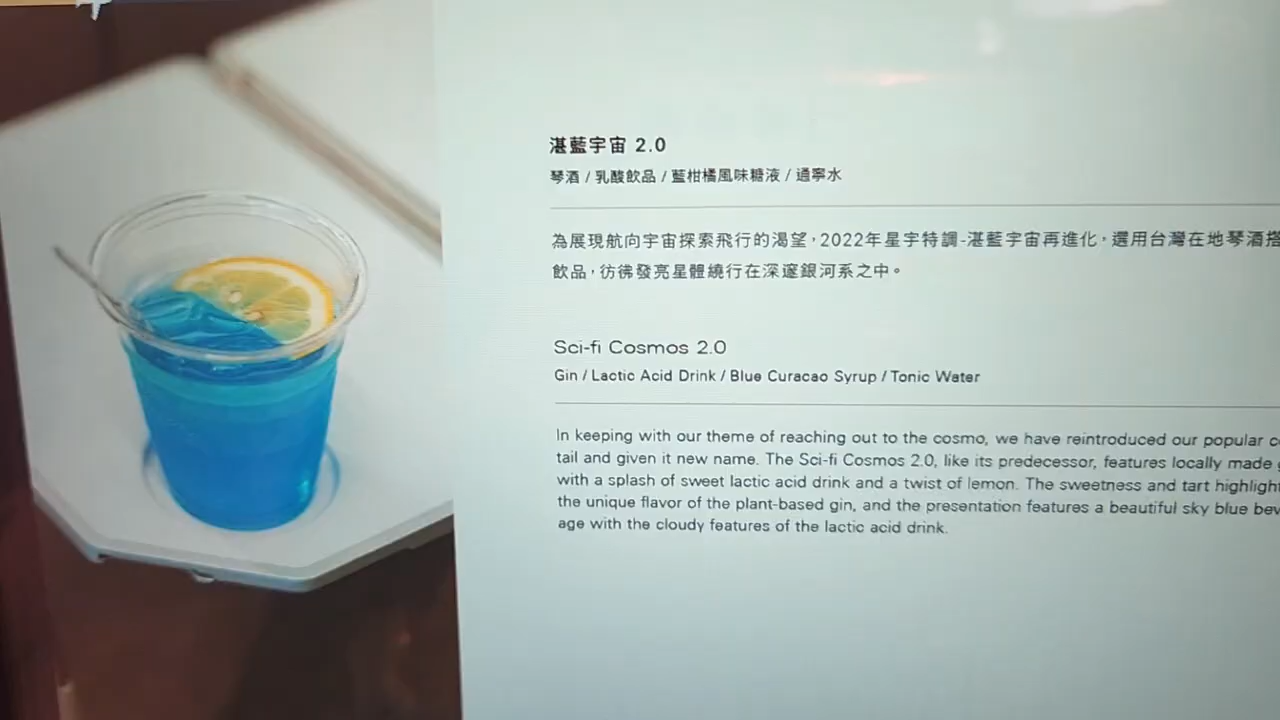 湛藍宇宙 2.0
琴酒 / 乳酸飲品 / 藍柑橘風味糖液 / 通寧水
為展現航向宇宙探索飛行的渴望，2022年星宇特調-湛藍宇宙再進化，選用台灣在地琴酒搭
飲品，彷彿發亮星體繞行在深邃銀河系之中。
Sci-fi Cosmos 2.0
Gin / Lactic Acid Drink / Blue Curacao Syrup / Tonic Water
In keeping with our theme of reaching out to the cosmo, we have reintroduced our popular c
tail and given it new name. The Sci-fi Cosmos 2.0, like its predecessor, features locally made
with a splash of sweet lactic acid drink and a twist of lemon. The sweetness and tart highlight
the unique flavor of the plant-based gin, and the presentation features a beautiful sky blue bev
age with the cloudy features of the lactic acid drink.